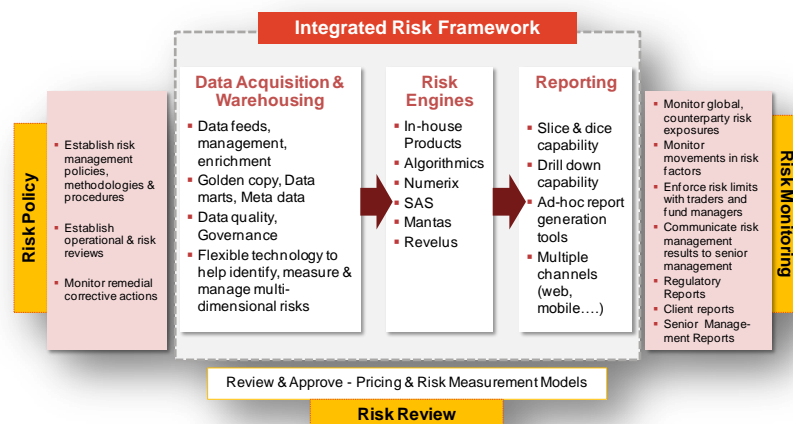 Integrated Risk Framework
Risk Policy
Establish risk
management
policies,
methodologies &
procedures
Establish
operational & risk
reviews
Monitor remedial
corrective actions
Data Acquisition &
Warehousing
Data feeds,
management,
enrichment
Golden copy, Data
marts, Meta data
Data quality,
Governance
Flexible technology to
help identify, measure &
manage multi-
dimensional risks
Risk
Engines
In-house
Products
Algorithmics
Numerix
SAS
Mantas
Revelus
Reporting
Slice & dice
capability
Drill down
capability
Ad-hoc report
generation
tools
Multiple
channels
(web,
mobile….)
Monitor global,
counterparty risk
exposures
Monitor
movements in risk
factors
Enforce risk limits
with traders and
fund managers
Communicate risk
management
results to senior
management
Regulatory
Reports
Client reports
Senior Manage-
ment Reports
Risk Monitoring
Review & Approve - Pricing & Risk Measurement Models
Risk Review